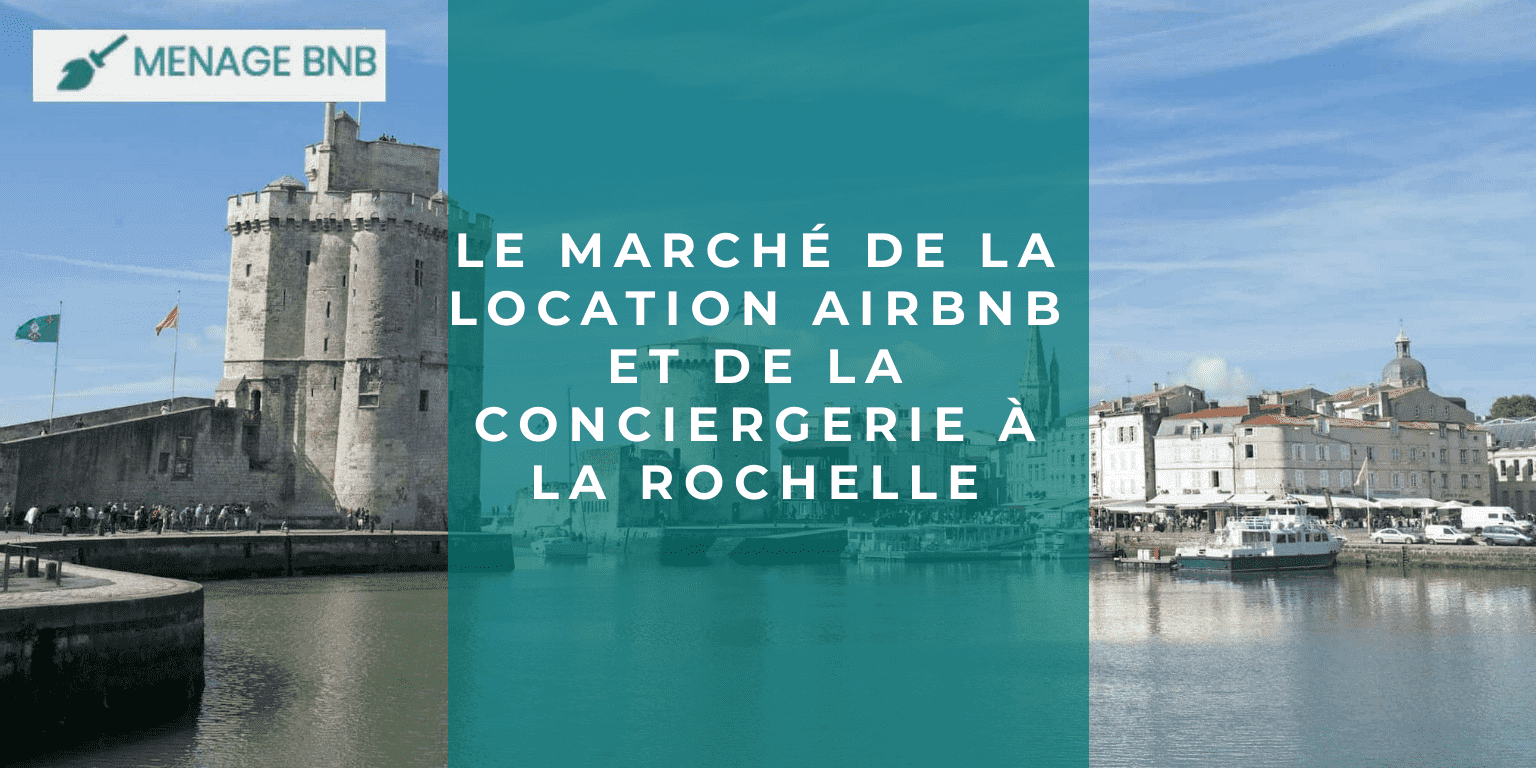 MENAGE BNB
LE MARCHÉ DE LA
LOCATION AIRBNB
ET DE LA
CONCIERGERIE À
LA ROCHELLE